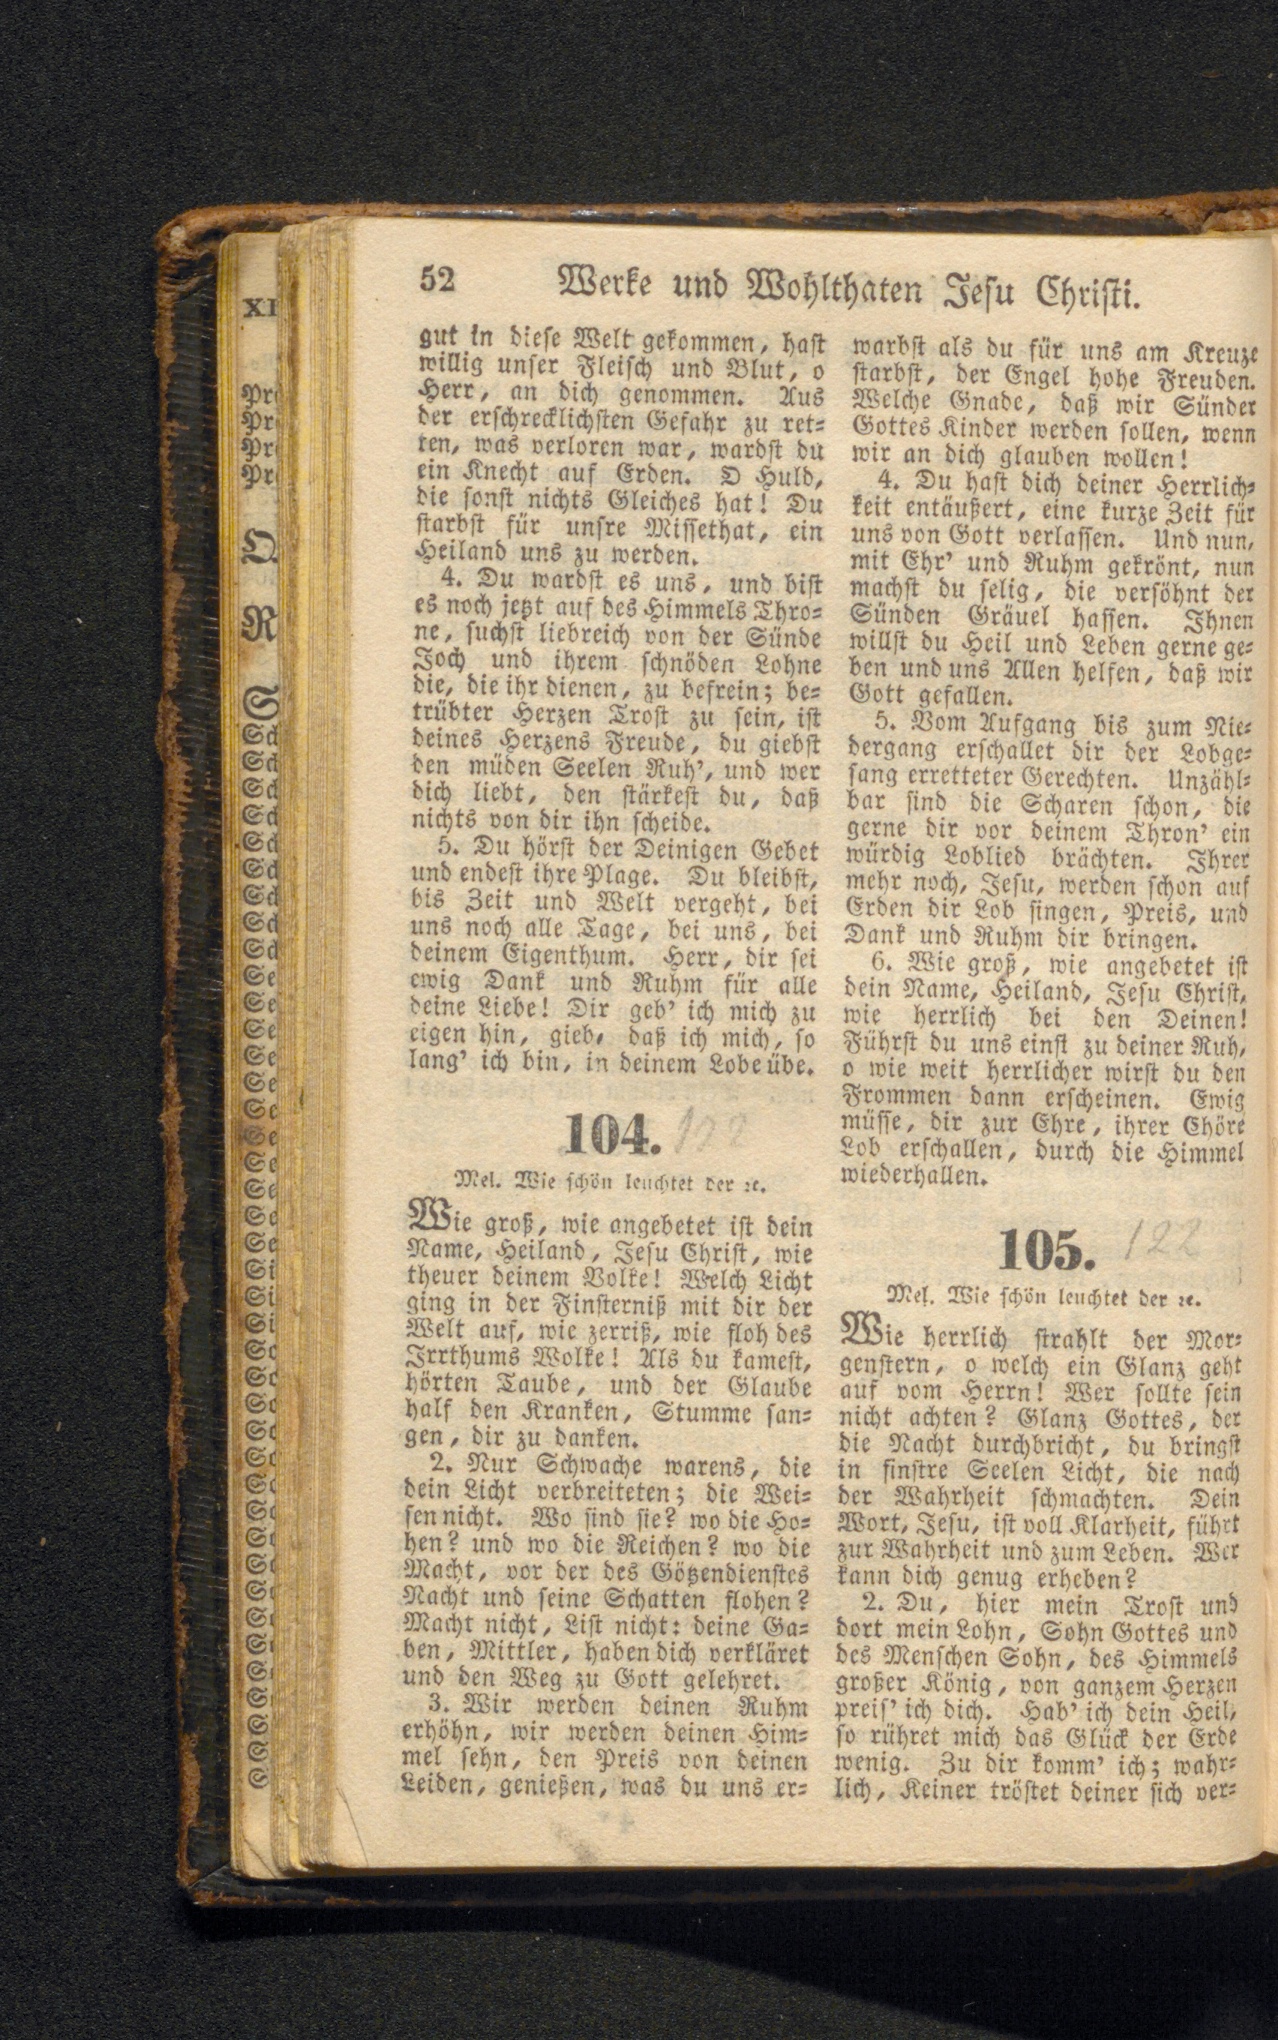 52 Werke und Wohlthaten Jesu Christi.
gut in diese Welt gekommen, hast
willig unser Fleisch und Blut, o
Herr, an dich genommen. Aus
der erschrecklichsten Gefahr zu ret-
ten, was verloren war, wardst du
ein Knecht auf Erden. O Huld,
die sonst nichts Gleiches hat! Du
starbst für unsre Missethat, ein
Heiland uns zu werden.
4. Du wardst es uns, und bist
es noch jetzt auf des Himmels Thro-
ne, suchst liebreich von der Sünde
Joch und ihrem schnöden Lohne
die, die ihr dienen, zu befrein; be-
trübter Herzen Trost zu sein, ist
deines Herzens Freude, du giebst
den müden Seelen Ruh', und wer
dich liebt, den stärkest du, daß
nichts von dir ihn scheide.
5. Du hörst der Deinigen Gebet
und endest ihre Plage. Du bleibst,
bis Zeit und Welt vergeht, bei
uns noch alle Tage, bei uns, bei
deinem Eigenthum. Herr, dir sei
ewig Dank und Ruhm für alle
deine Liebe! Dir geb' ich mich zu
eigen hin, gieb, daß ich mich, so
lang' ich bin, in deinem Lobe übe.
104. 122
Mel. Wie schön leuchtet der ꝛc.
Wie groß, wie angebetet ist dein
Name, Heiland, Jesu Christ, wie
theuer deinem Volke! Welch Licht
ging in der Finsterniß mit dir der
Welt auf, wie zerriß, wie floh des
Irrthums Wolke! Als du kamest,
hörten Taube, und der Glaube
half den Kranken, Stumme san-
gen, dir zu danken.
2. Nur Schwache warens, die
dein Licht verbreiteten; die Wei-
sen nicht. Wo sind sie? wo die Ho-
hen? und wo die Reichen? wo die
Macht, vor der des Götzendienstes
Nacht und seine Schatten flohen?
Macht nicht, List nicht: deine Ga-
ben, Mittler, haben dich verkläret
und den Weg zu Gott gelehret.
3. Wir werden deinen Ruhm
erhöhn, wir werden deinen Him-
mel sehn, den Preis von deinen
Leiden, genießen, was du uns er-
warbst als du für uns am Kreuze
starbst, der Engel hohe Freuden.
Welche Gnade, daß wir Sünder
Gottes Kinder werden sollen, wenn
wir an dich glauben wollen!
4. Du hast dich deiner Herrlich-
keit entäußert, eine kurze Zeit für
uns von Gott verlassen. Und nun,
mit Ehr' und Ruhm gekrönt, nun
machst du selig, die versöhnt der
Sünden Gräuel hassen. Ihnen
willst du Heil und Leben gerne ge-
ben und uns Allen helfen, daß wir
Gott gefallen.
5. Vom Aufgang bis zum Nie-
dergang erschallet dir der Lobge-
sang erretteter Gerechten. Unzähl-
bar sind die Scharen schon, die
gerne dir vor deinem Thron' ein
würdig Loblied brächten. Ihrer
mehr noch, Jesu, werden schon auf
Erden dir Lob singen, Preis, und
Dank und Ruhm dir bringen.
6. Wie groß, wie angebetet ist
dein Name, Heiland, Jesu Christ,
wie herrlich bei den Deinen!
Führst du uns einst zu deiner Ruh,
o wie weit herrlicher wirst du den
Frommen dann erscheinen. Ewig
müsse, dir zur Ehre, ihrer Chöre
Lob erschallen, durch die Himmel
wiederhallen.
105. 122
Mel. Wie schön leuchtet der ꝛc.
Wie herrlich strahlt der Mor-
genstern, o welch ein Glanz geht
auf vom Herrn! Wer sollte sein
nicht achten? Glanz Gottes, der
die Nacht durchbricht, du bringst
in finstre Seelen Licht, die nach
der Wahrheit schmachten. Dein
Wort, Jesu, ist voll Klarheit, führt
zur Wahrheit und zum Leben. Wer
kann dich genug erheben?
2. Du, hier mein Trost und
dort mein Lohn, Sohn Gottes und
des Menschen Sohn, des Himmels
großer König, von ganzem Herzen
preis' ich dich. Hab' ich dein Heil,
so rühret mich das Glück der Erde
wenig. Zu dir komm' ich; wahr-
lich, Keiner tröstet deiner sich ver-